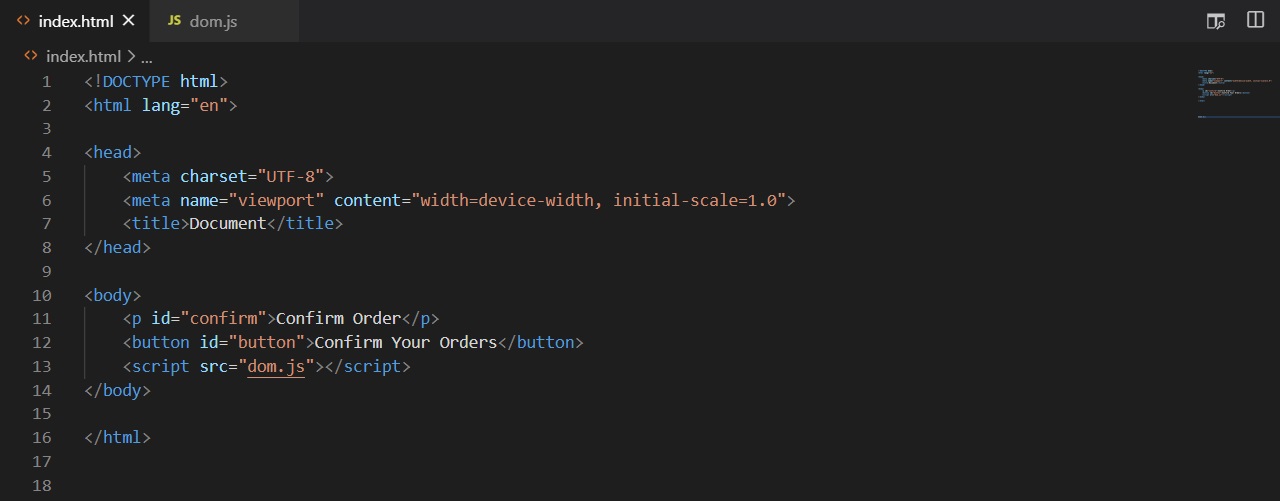 <> index.html ×
JS dom.js
<> index.html > ...
1 <!DOCTYPE html>
2 <html lang="en">
3
4 <head>
5     <meta charset="UTF-8">
6     <meta name="viewport" content="width=device-width, initial-scale=1.0">
7     <title>Document</title>
8 </head>
9
10 <body>
11     <p id="confirm">Confirm Order</p>
12     <button id="button">Confirm Your Orders</button>
13     <script src="dom.js"></script>
14 </body>
15
16 </html>
17
18